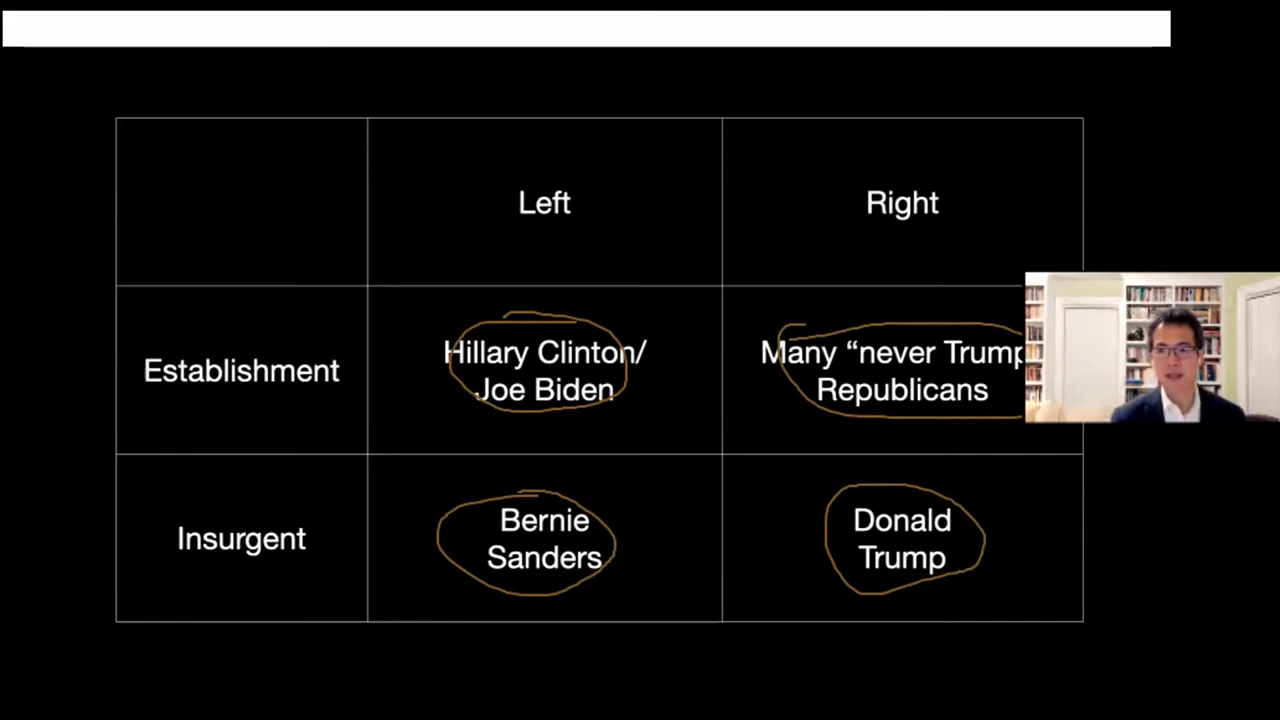 Left
Right
Establishment
Hillary Clinton/
Joe Biden
Many “never Trump
Republicans
Insurgent
Bernie
Sanders
Donald
Trump